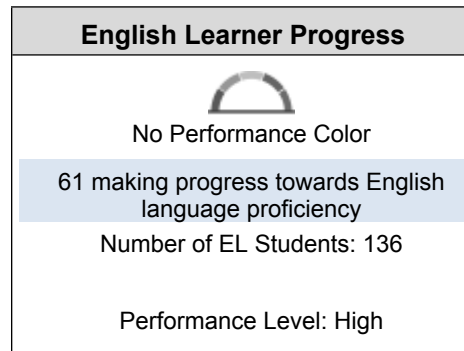 English Learner Progress
No Performance Color
61 making progress towards English
language proficiency
Number of EL Students: 136
Performance Level: High